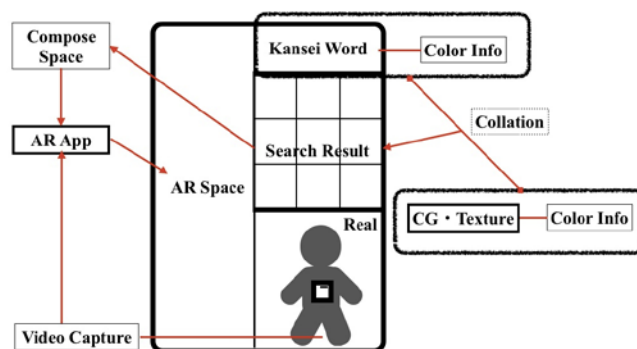 Compose
Space
Kansei Word
Color Info
AR App
Search Result
Collation
AR Space
CG・Texture
Color Info
Real
Video Capture